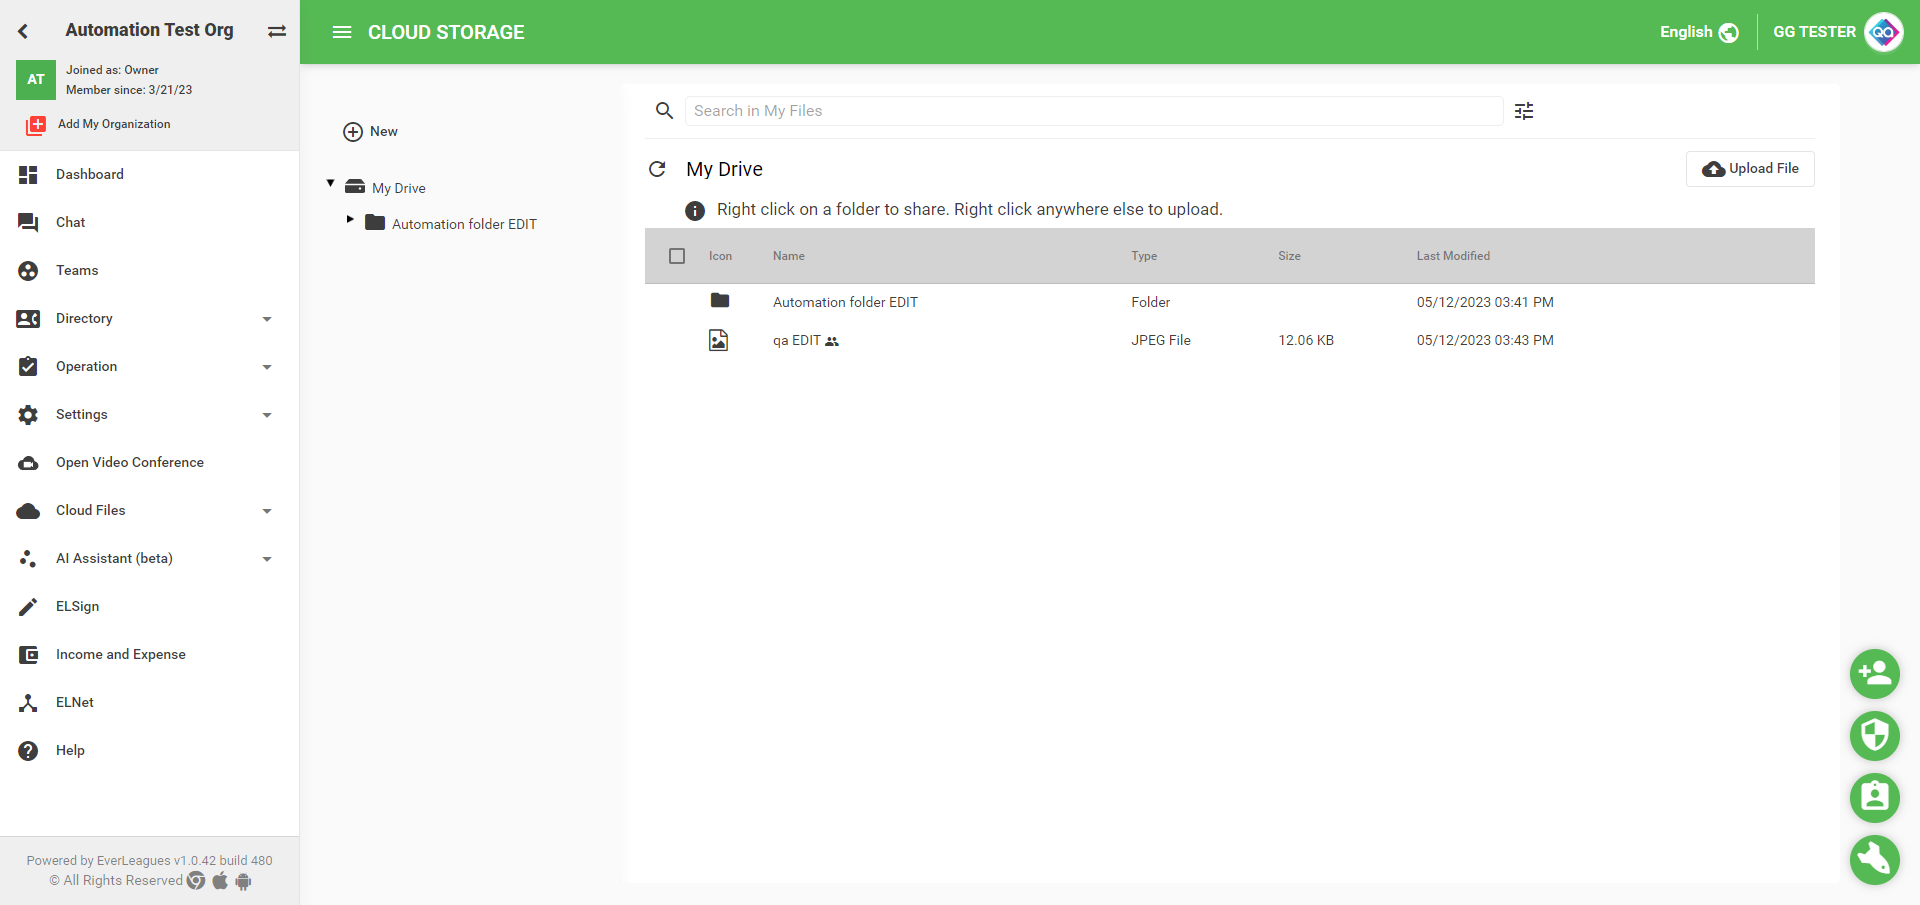 Automation Test Org
AT
Joined as: Owner
Member since: 3/21/23
Add My Organization
Dashboard
Chat
Teams
Directory
Operation
Settings
Open Video Conference
Cloud Files
AI Assistant (beta)
ELSign
Income and Expense
ELNet
Help
Powered by EverLeagues v1.0.42 build 480
© All Rights Reserved
CLOUD STORAGE
English
GG TESTER
QA
New
My Drive
Automation folder EDIT
Search in My Files
My Drive
Upload File
Right click on a folder to share. Right click anywhere else to upload.
Icon Name Type Size Last Modified
Automation folder EDIT Folder 05/12/2023 03:41 PM
qa EDIT JPEG File 12.06 KB 05/12/2023 03:43 PM